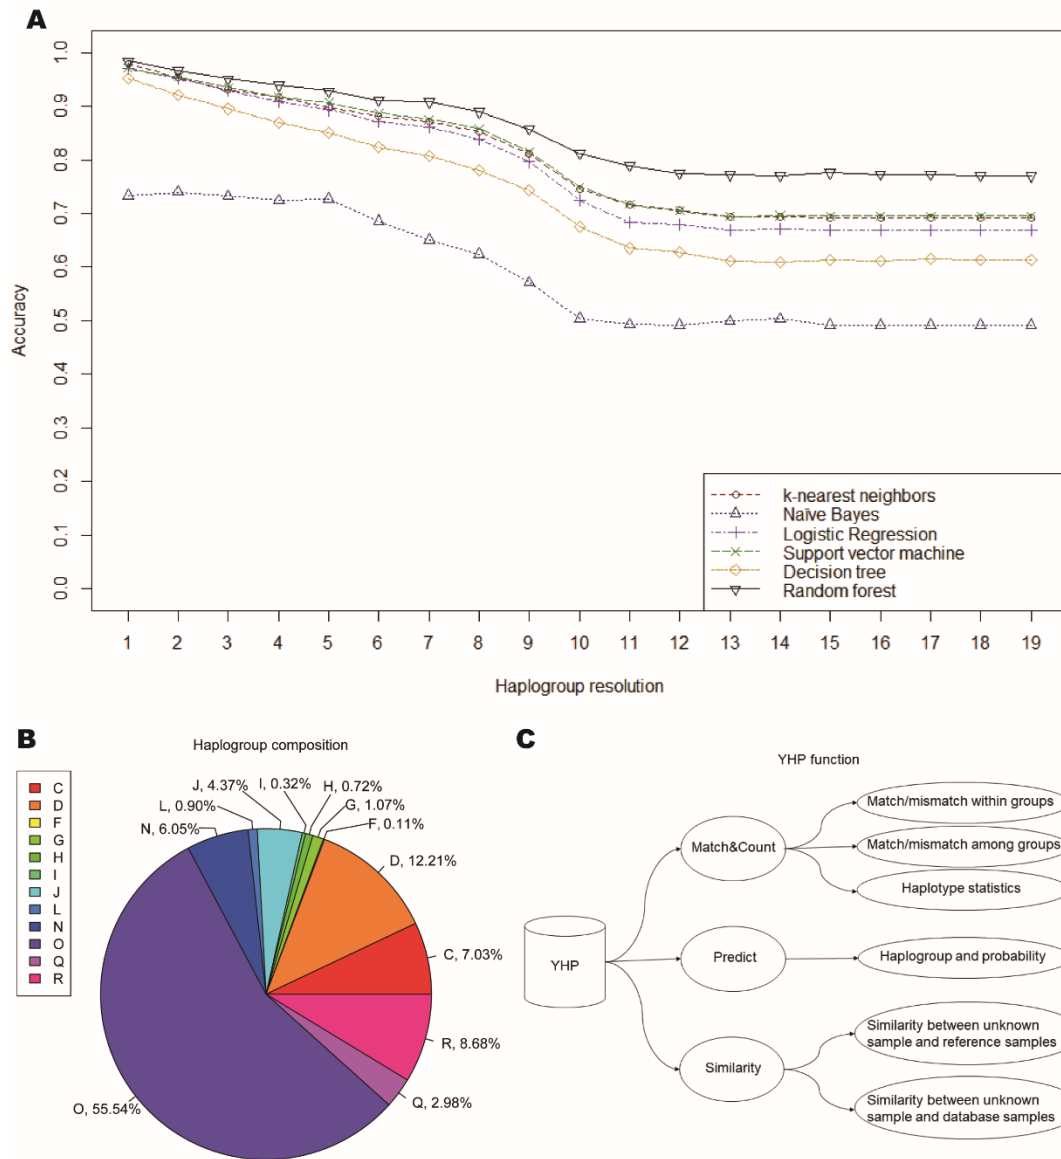 A
1.0
0.9
0.8
0.7
0.6
0.5
0.4
0.3
0.2
0.1
0.0
Accuracy
k-nearest neighbors
Naïve Bayes
Logistic Regression
Support vector machine
Decision tree
Random forest
1 2 3 4 5 6 7 8 9 10 11 12 13 14 15 16 17 18 19
Haplogroup resolution
B
Haplogroup composition
C
D
F
G
H
I
J
L
N
O
Q
R
J, 4.37%
I, 0.32%
H, 0.72%
G, 1.07%
F, 0.11%
L, 0.90%
N, 6.05%
D, 12.21%
C, 7.03%
R, 8.68%
Q, 2.98%
O, 55.54%
C
YHP function
YHP
Match&Count
Predict
Similarity
Match/mismatch within groups
Match/mismatch among groups
Haplotype statistics
Haplogroup and probability
Similarity between unknown
sample and reference samples
Similarity between unknown
sample and database samples